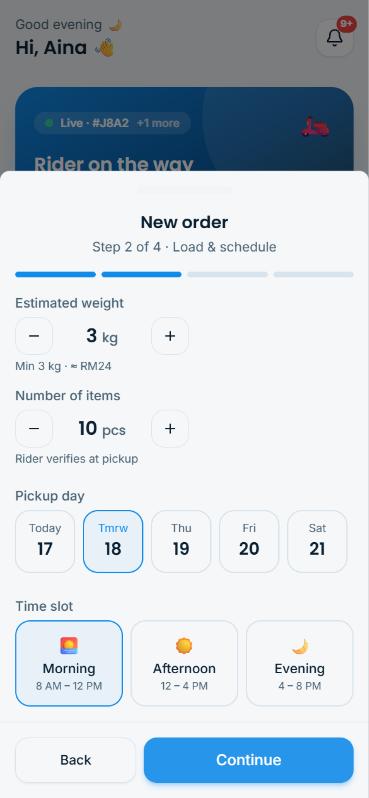 Good evening 🌙
Hi, Aina 👋
9+
Live · #J8A2 +1 more
Rider on the way
New order
Step 2 of 4 · Load & schedule
Estimated weight
− 3 kg +
Min 3 kg · ≈ RM24
Number of items
− 10 pcs +
Rider verifies at pickup
Pickup day
Today Tmrw Thu Fri Sat
17 18 19 20 21
Time slot
Morning Afternoon Evening
8 AM – 12 PM 12 – 4 PM 4 – 8 PM
Back Continue